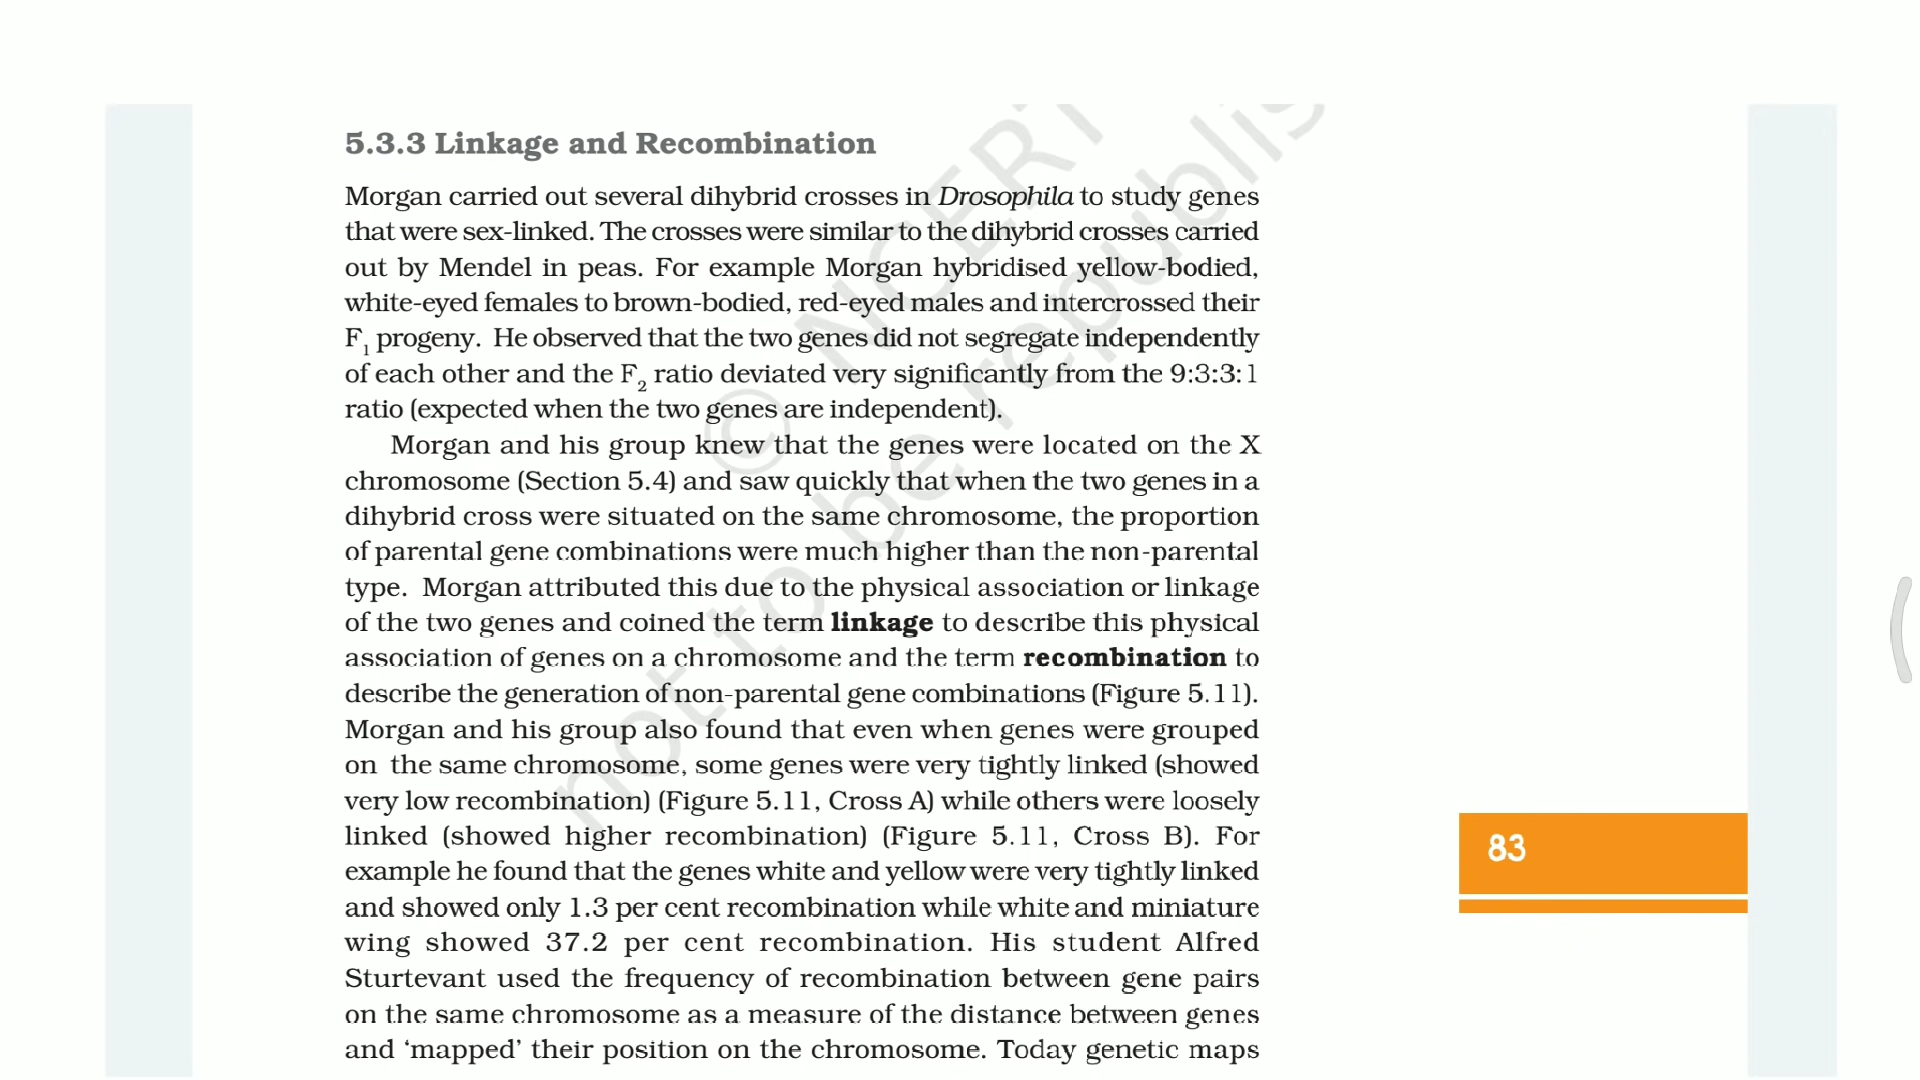 5.3.3 Linkage and Recombination
Morgan carried out several dihybrid crosses in Drosophila to study genes
that were sex-linked. The crosses were similar to the dihybrid crosses carried
out by Mendel in peas. For example Morgan hybridised yellow-bodied,
white-eyed females to brown-bodied, red-eyed males and intercrossed their
F1 progeny. He observed that the two genes did not segregate independently
of each other and the F2 ratio deviated very significantly from the 9:3:3:1
ratio (expected when the two genes are independent).
Morgan and his group knew that the genes were located on the X
chromosome (Section 5.4) and saw quickly that when the two genes in a
dihybrid cross were situated on the same chromosome, the proportion
of parental gene combinations were much higher than the non-parental
type. Morgan attributed this due to the physical association or linkage
of the two genes and coined the term linkage to describe this physical
association of genes on a chromosome and the term recombination to
describe the generation of non-parental gene combinations (Figure 5.11).
Morgan and his group also found that even when genes were grouped
on the same chromosome, some genes were very tightly linked (showed
very low recombination) (Figure 5.11, Cross A) while others were loosely
linked (showed higher recombination) (Figure 5.11, Cross B). For
example he found that the genes white and yellow were very tightly linked
and showed only 1.3 per cent recombination while white and miniature
wing showed 37.2 per cent recombination. His student Alfred
Sturtevant used the frequency of recombination between gene pairs
on the same chromosome as a measure of the distance between genes
and ‘mapped’ their position on the chromosome. Today genetic maps
83
© NCERT
not to be republis